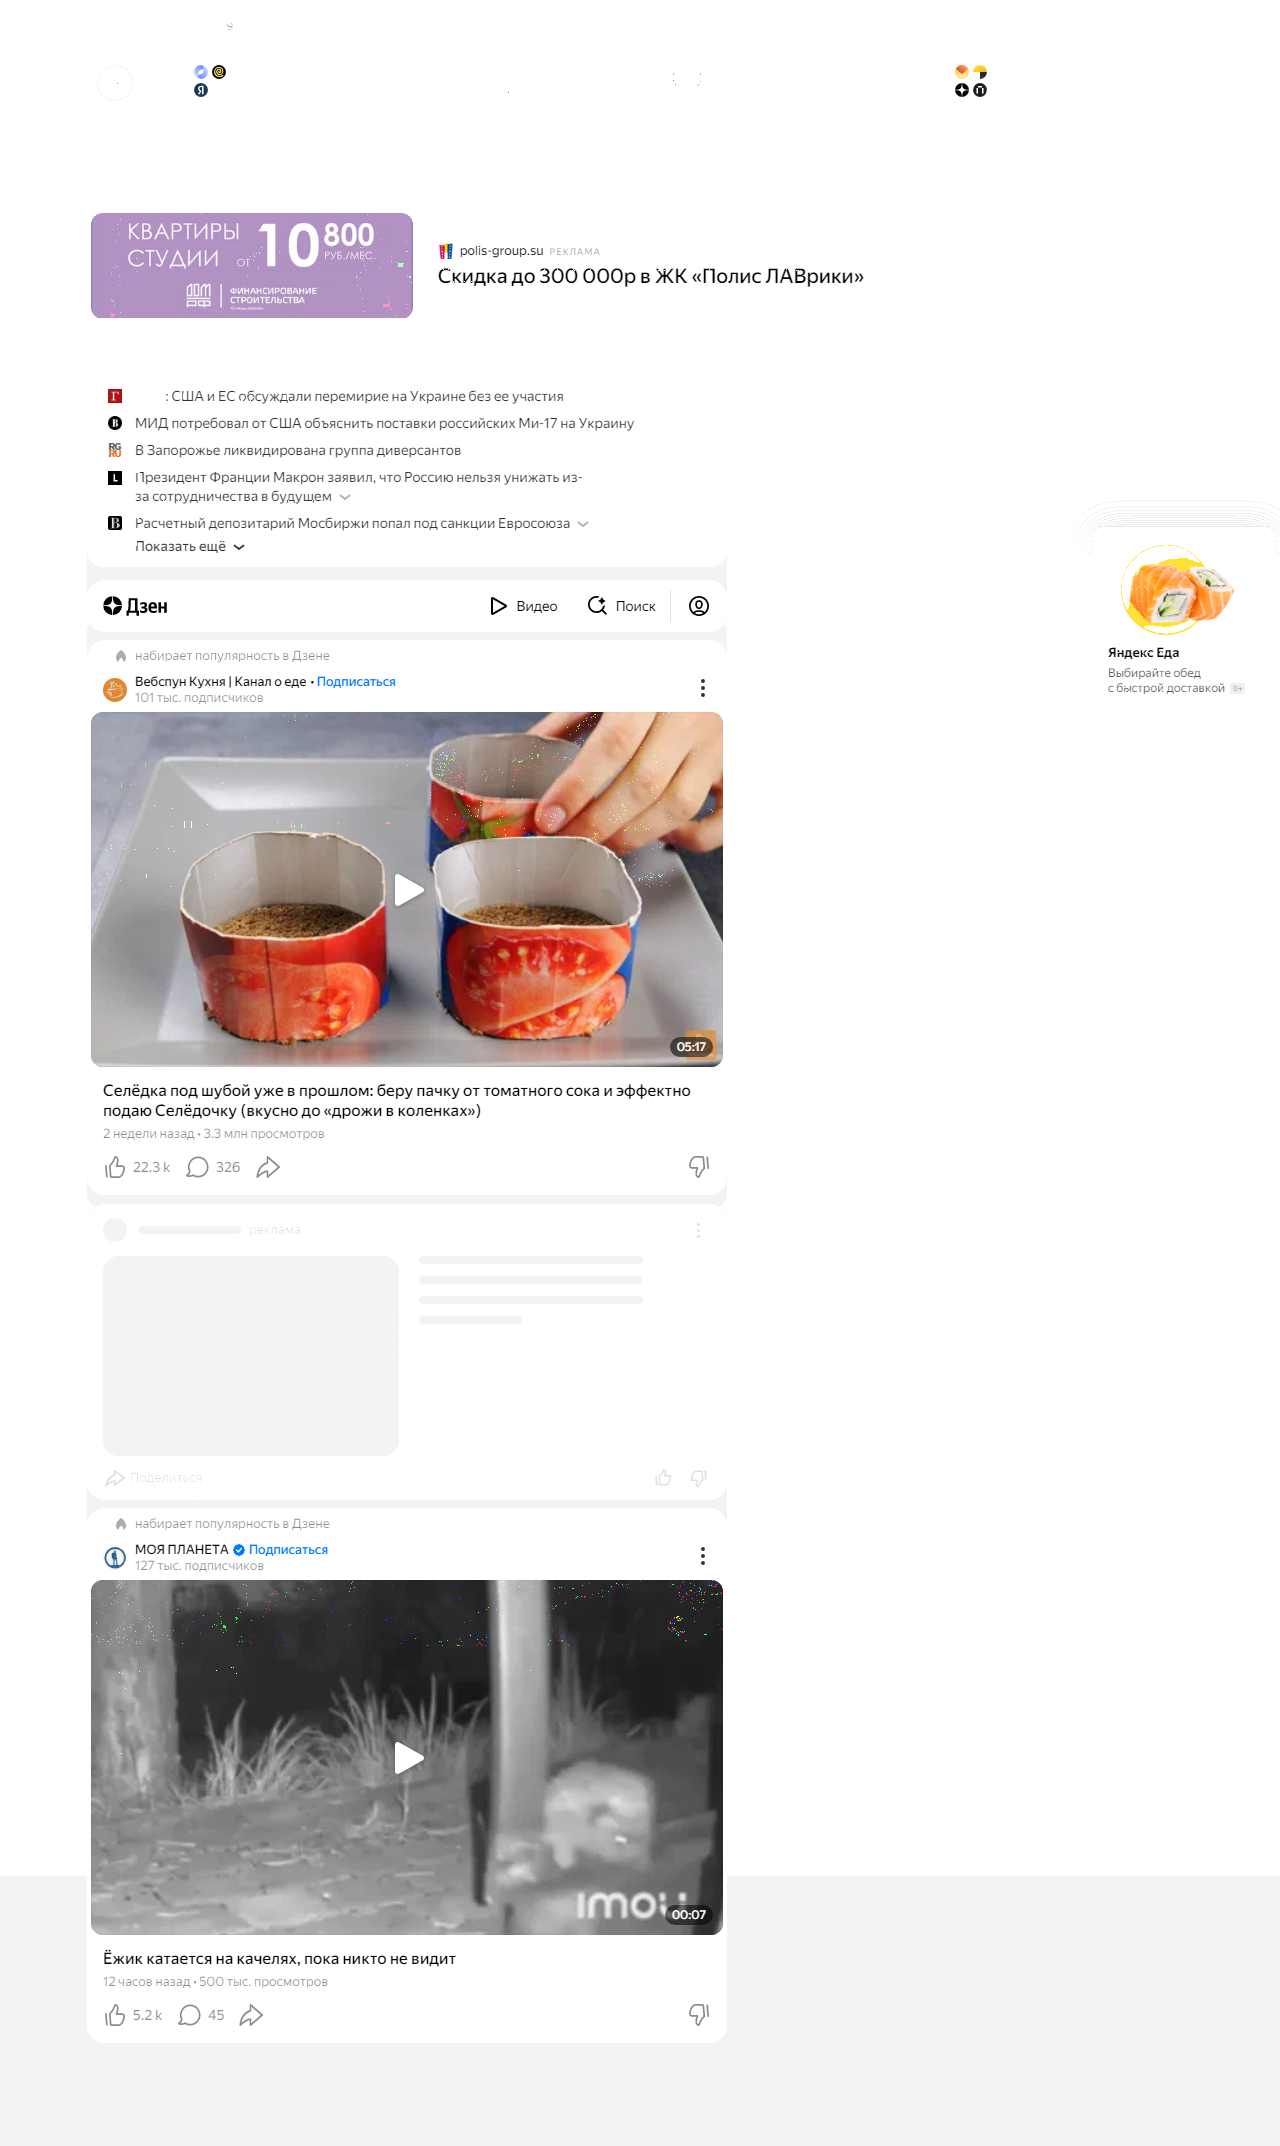 КВАРТИРЫ
СТУДИИ от 10 800 РУБ./МЕС.
ДОМ РФ
ФИНАНСИРОВАНИЕ
СТРОИТЕЛЬСТВА
polis-group.su РЕКЛАМА
Скидка до 300 000р в ЖК «Полис ЛАВрики»
: США и ЕС обсуждали перемирие на Украине без ее участия
МИД потребовал от США объяснить поставки российских Ми-17 на Украину
В Запорожье ликвидирована группа диверсантов
Президент Франции Макрон заявил, что Россию нельзя унижать из-
за сотрудничества в будущем
Расчетный депозитарий Мосбиржи попал под санкции Евросоюза
Показать ещё
Дзен
Видео
Поиск
Яндекс Еда
Выбирайте обед
с быстрой доставкой 0+
набирает популярность в Дзене
Вебспун Кухня | Канал о еде • Подписаться
101 тыс. подписчиков
05:17
Селёдка под шубой уже в прошлом: беру пачку от томатного сока и эффектно
подаю Селёдочку (вкусно до «дрожи в коленках»)
2 недели назад • 3.3 млн просмотров
22.3 k
326
реклама
Поделиться
набирает популярность в Дзене
МОЯ ПЛАНЕТА Подписаться
127 тыс. подписчиков
imou
00:07
Ёжик катается на качелях, пока никто не видит
12 часов назад • 500 тыс. просмотров
5.2 k
45